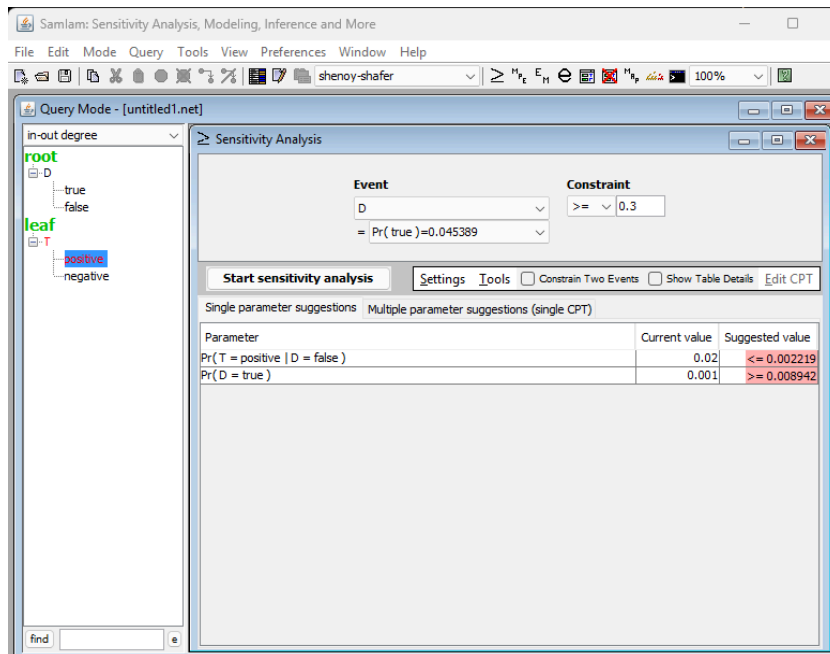 Samlam: Sensitivity Analysis, Modeling, Inference and More
File Edit Mode Query Tools View Preferences Window Help
shenoy-shafer 100%
Query Mode - [untitled1.net]
in-out degree
Sensitivity Analysis
root
D
true
false
leaf
T
positive
negative
Event Constraint
D >= 0.3
= Pr( true )=0.045389
Start sensitivity analysis Settings Tools Constrain Two Events Show Table Details Edit CPT
Single parameter suggestions Multiple parameter suggestions (single CPT)
Parameter Current value Suggested value
Pr( T = positive | D = false ) 0.02 <= 0.002219
Pr( D = true ) 0.001 >= 0.008942
find e